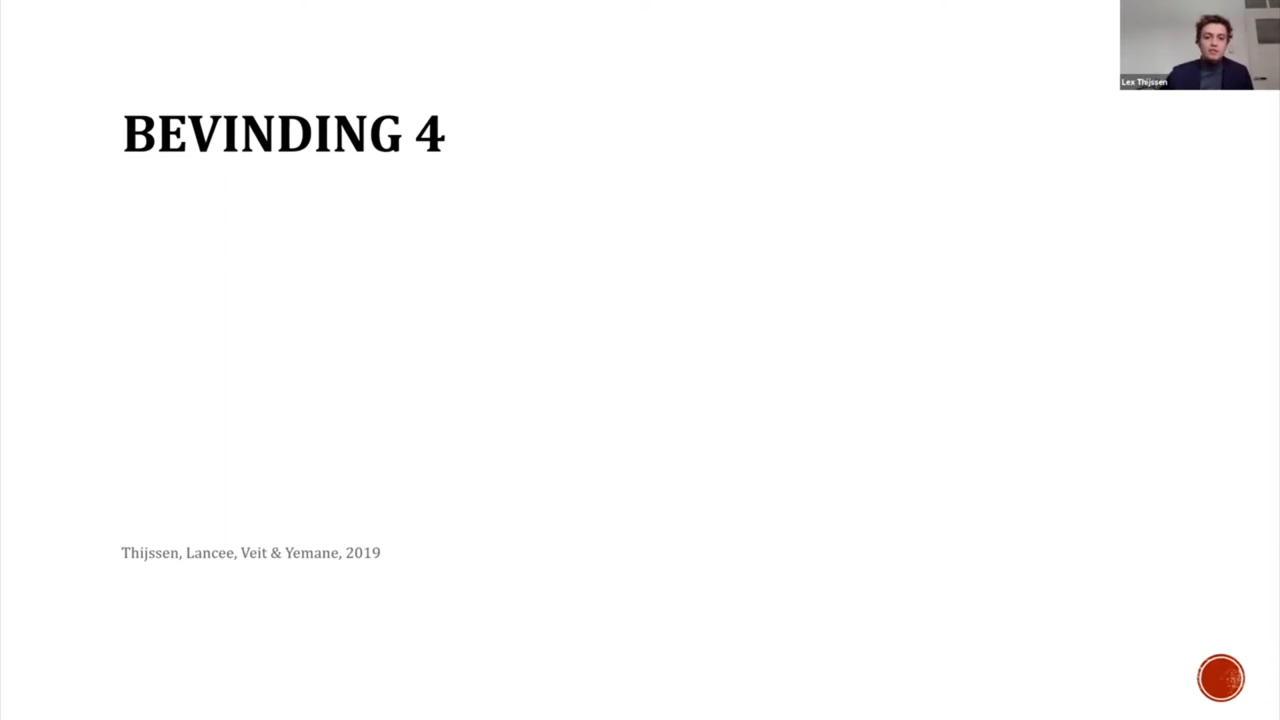 Lex Thijssen
BEVINDING 4
Thijssen, Lancee, Veit & Yemane, 2019